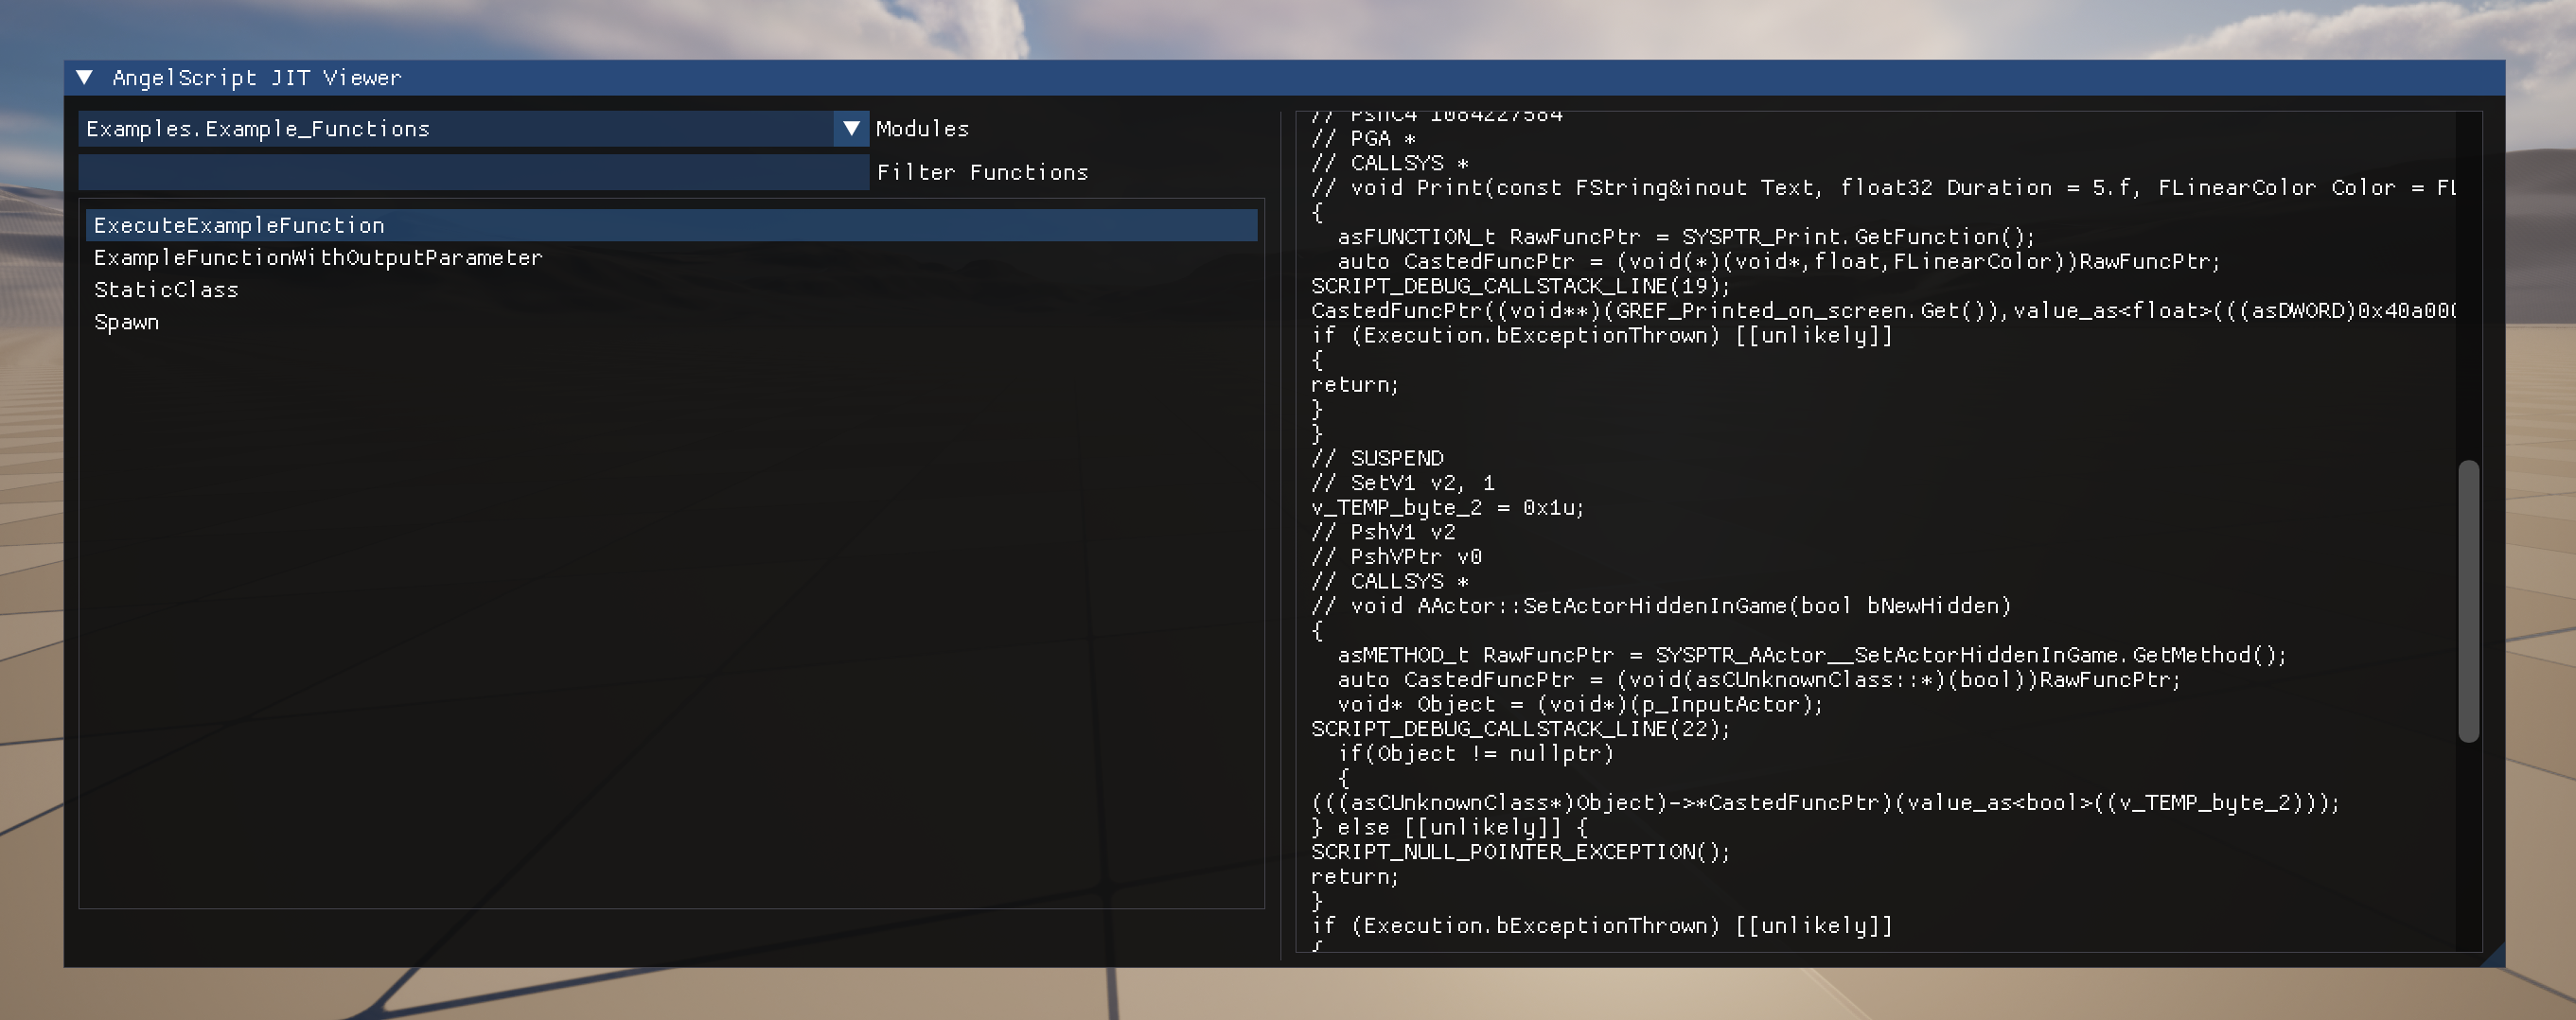 AngelScript JIT Viewer
Examples.Example_Functions
Modules
Filter Functions
ExecuteExampleFunction
ExampleFunctionWithOutputParameter
StaticClass
Spawn
// PshC4 1084227584
// PGA *
// CALLSYS *
// void Print(const FString&inout Text, float32 Duration = 5.f, FLinearColor Color = FL
{
asFUNCTION_t RawFuncPtr = SYSPTR_Print.GetFunction();
auto CastedFuncPtr = (void(*)(void*,float,FLinearColor))RawFuncPtr;
SCRIPT_DEBUG_CALLSTACK_LINE(19);
CastedFuncPtr((void**)(GREF_Printed_on_screen.Get()),value_as<float>(((asDWORD)0x40a000
if (Execution.bExceptionThrown) [[unlikely]]
{
return;
}
}
// SUSPEND
// SetV1 v2, 1
v_TEMP_byte_2 = 0x1u;
// PshV1 v2
// PshVPtr v0
// CALLSYS *
// void AActor::SetActorHiddenInGame(bool bNewHidden)
{
asMETHOD_t RawFuncPtr = SYSPTR_AActor__SetActorHiddenInGame.GetMethod();
auto CastedFuncPtr = (void(asCUnknownClass::*)(bool))RawFuncPtr;
void* Object = (void*)(p_InputActor);
SCRIPT_DEBUG_CALLSTACK_LINE(22);
if(Object != nullptr)
{
(((asCUnknownClass*)Object)->*CastedFuncPtr)(value_as<bool>((v_TEMP_byte_2)));
} else [[unlikely]] {
SCRIPT_NULL_POINTER_EXCEPTION();
return;
}
if (Execution.bExceptionThrown) [[unlikely]]
{